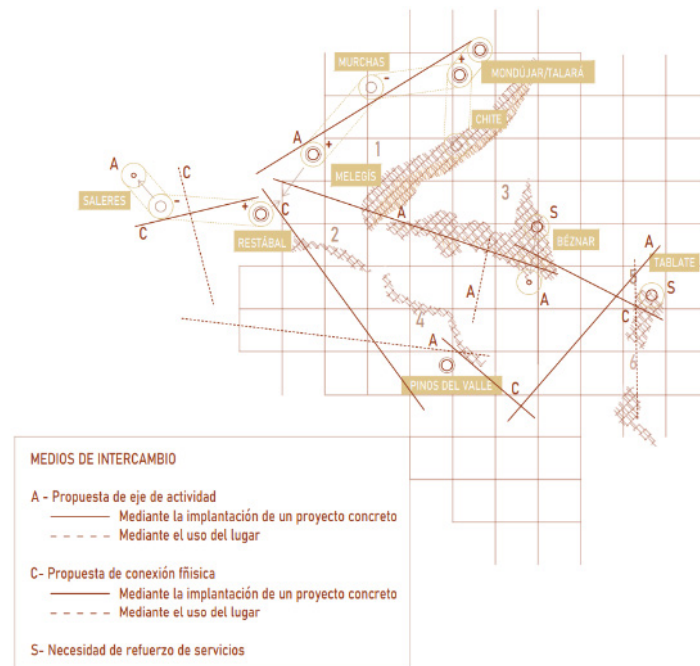 MURCHAS
-
+
MONDÚJAR/TALARÁ
+
CHITE
A
+
1
MELEGÍS
A
C
SALERES
-
C
C
RESTÁBAL
A
3
S
BÉZNAR
2
A
TABLATE
5
S
A
A
C
4
A
6
PINOS DEL VALLE
C
MEDIOS DE INTERCAMBIO
A - Propuesta de eje de actividad
Mediante la implantación de un proyecto concreto
Mediante el uso del lugar
C- Propuesta de conexión fñisica
Mediante la implantación de un proyecto concreto
Mediante el uso del lugar
S- Necesidad de refuerzo de servicios